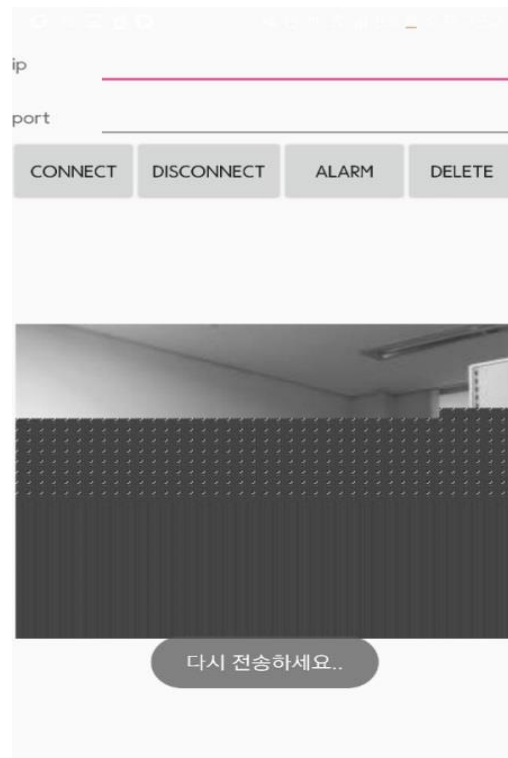 ip
port
CONNECT
DISCONNECT
ALARM
DELETE
다시 전송하세요..